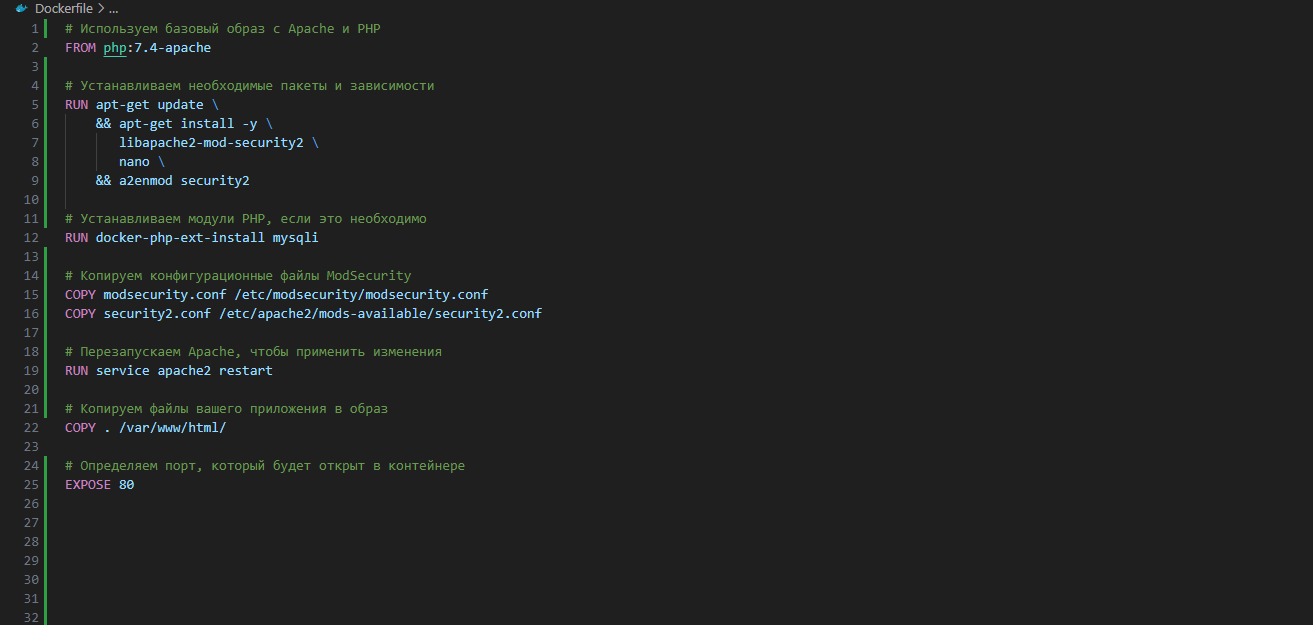 Dockerfile > ...
1 # Используем базовый образ с Apache и PHP
2 FROM php:7.4-apache
3
4 # Устанавливаем необходимые пакеты и зависимости
5 RUN apt-get update \
6 && apt-get install -y \
7 libapache2-mod-security2 \
8 nano \
9 && a2enmod security2
10
11 # Устанавливаем модули PHP, если это необходимо
12 RUN docker-php-ext-install mysqli
13
14 # Копируем конфигурационные файлы ModSecurity
15 COPY modsecurity.conf /etc/modsecurity/modsecurity.conf
16 COPY security2.conf /etc/apache2/mods-available/security2.conf
17
18 # Перезапускаем Apache, чтобы применить изменения
19 RUN service apache2 restart
20
21 # Копируем файлы вашего приложения в образ
22 COPY . /var/www/html/
23
24 # Определяем порт, который будет открыт в контейнере
25 EXPOSE 80
26
27
28
29
30
31
32